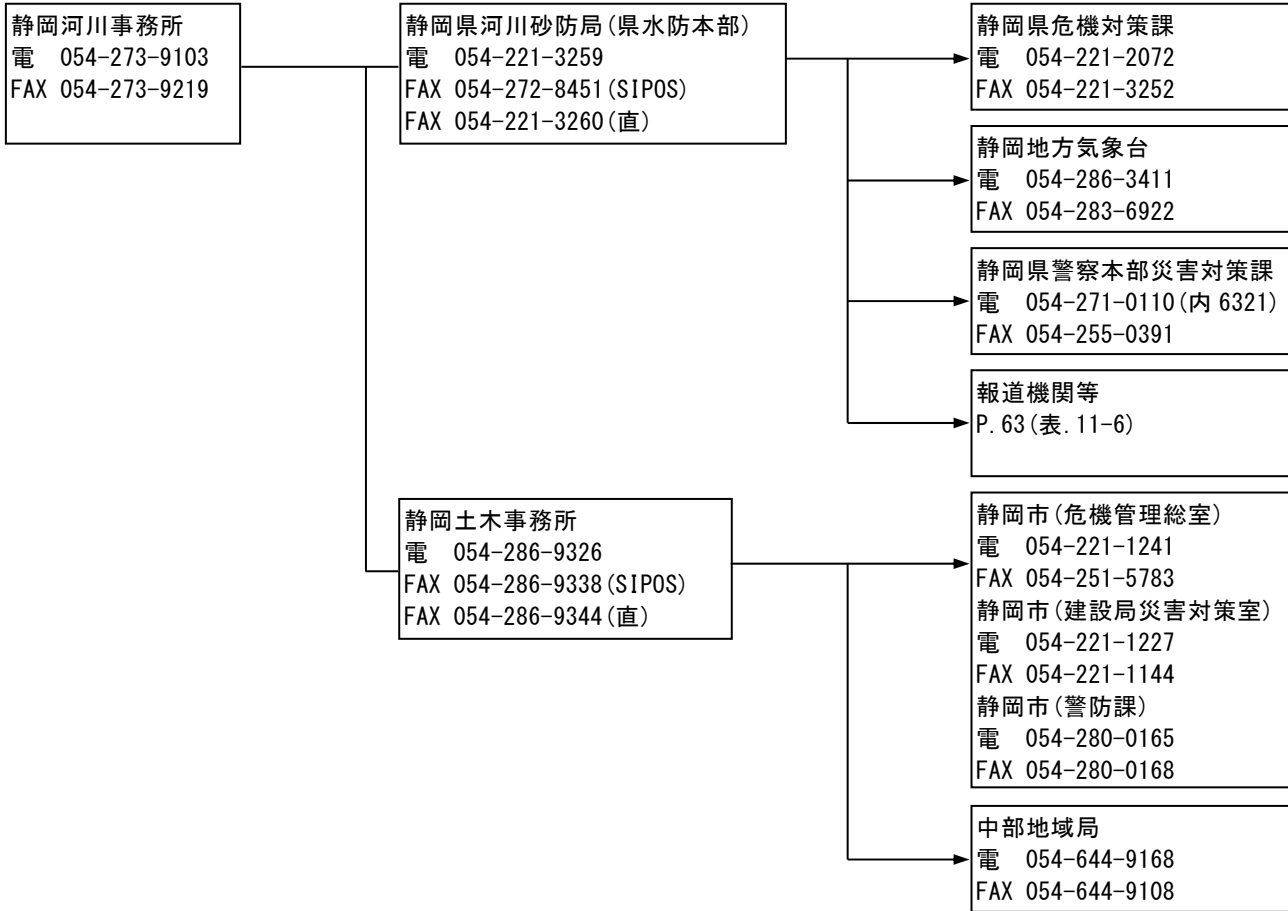 静岡河川事務所
電 054-273-9103
FAX 054-273-9219
静岡県河川砂防局(県水防本部)
電 054-221-3259
FAX 054-272-8451(SIPOS)
FAX 054-221-3260(直)
静岡県危機対策課
電 054-221-2072
FAX 054-221-3252
静岡地方気象台
電 054-286-3411
FAX 054-283-6922
静岡県警察本部災害対策課
電 054-271-0110(内 6321)
FAX 054-255-0391
報道機関等
P.63(表.11-6)
静岡土木事務所
電 054-286-9326
FAX 054-286-9338(SIPOS)
FAX 054-286-9344(直)
静岡市(危機管理総室)
電 054-221-1241
FAX 054-251-5783
静岡市(建設局災害対策室)
電 054-221-1227
FAX 054-221-1144
静岡市(警防課)
電 054-280-0165
FAX 054-280-0168
中部地域局
電 054-644-9168
FAX 054-644-9108